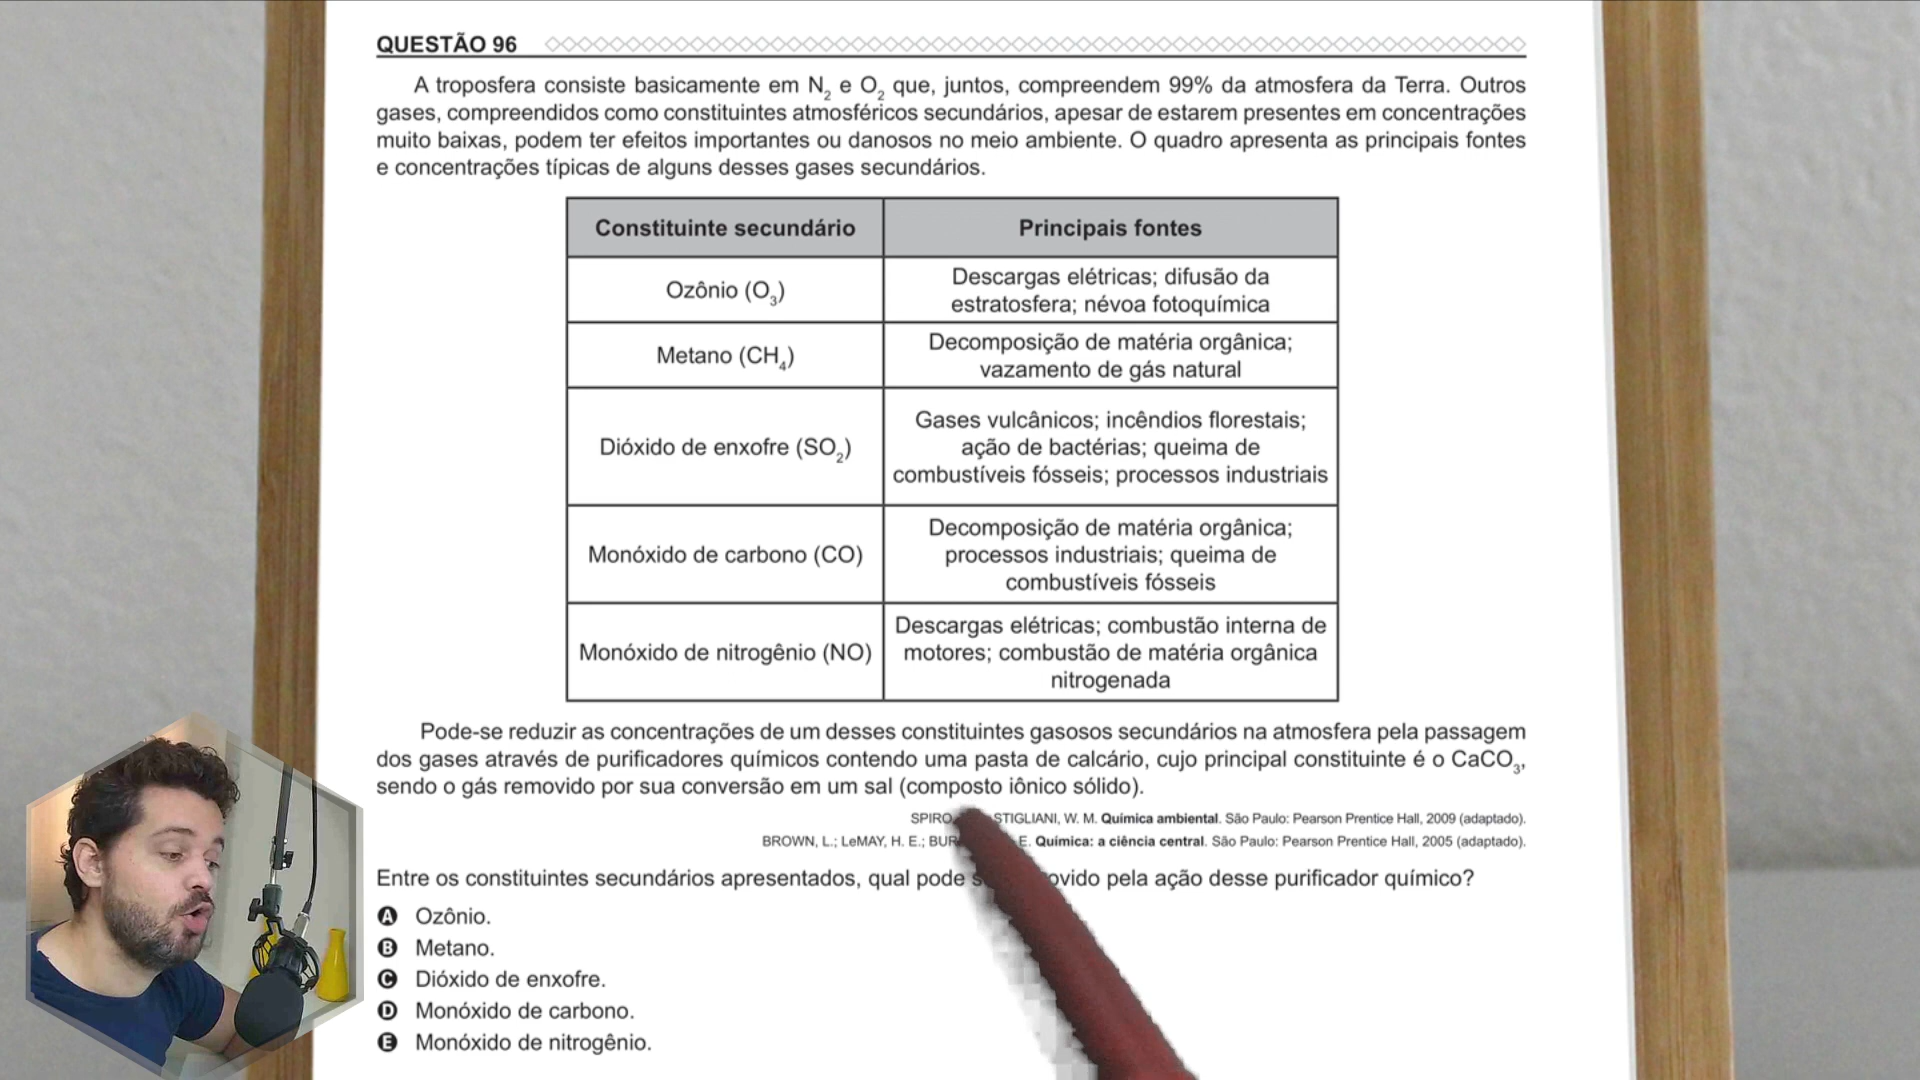 QUESTÃO 96
A troposfera consiste basicamente em N2 e O2 que, juntos, compreendem 99% da atmosfera da Terra. Outros
gases, compreendidos como constituintes atmosféricos secundários, apesar de estarem presentes em concentrações
muito baixas, podem ter efeitos importantes ou danosos no meio ambiente. O quadro apresenta as principais fontes
e concentrações típicas de alguns desses gases secundários.
Constituinte secundário Principais fontes
Ozônio (O3)
Descargas elétricas; difusão da
estratosfera; névoa fotoquímica
Metano (CH4)
Decomposição de matéria orgânica;
vazamento de gás natural
Dióxido de enxofre (SO2)
Gases vulcânicos; incêndios florestais;
ação de bactérias; queima de
combustíveis fósseis; processos industriais
Monóxido de carbono (CO)
Decomposição de matéria orgânica;
processos industriais; queima de
combustíveis fósseis
Monóxido de nitrogênio (NO)
Descargas elétricas; combustão interna de
motores; combustão de matéria orgânica
nitrogenada
Pode-se reduzir as concentrações de um desses constituintes gasosos secundários na atmosfera pela passagem
dos gases através de purificadores químicos contendo uma pasta de calcário, cujo principal constituinte é o CaCO3,
sendo o gás removido por sua conversão em um sal (composto iônico sólido).
SPIRO, STIGLIANI, W. M. Química ambiental. São Paulo: Pearson Prentice Hall, 2009 (adaptado).
BROWN, L.; LeMAY, H. E.; E. Química: a ciência central. São Paulo: Pearson Prentice Hall, 2005 (adaptado).
Entre os constituintes secundários apresentados, qual pode pela ação desse purificador químico?
A Ozônio.
B Metano.
C Dióxido de enxofre.
D Monóxido de carbono.
E Monóxido de nitrogênio.